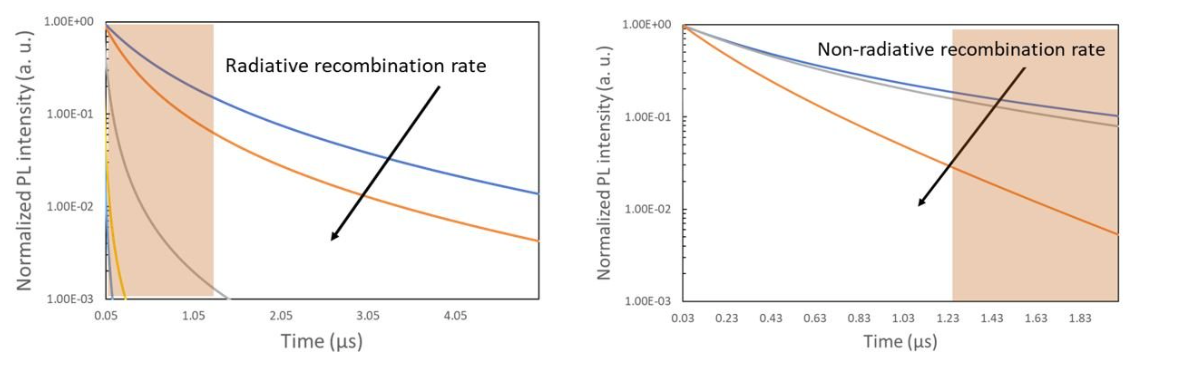 1.00E+00
1.00E-01
1.00E-02
1.00E-03
Normalized PL intensity (a. u.)
Radiative recombination rate
0.05 1.05 2.05 3.05 4.05
Time (µs)
1.00E+00
1.00E-01
1.00E-02
1.00E-03
Normalized PL intensity (a. u.)
Non-radiative recombination rate
0.03 0.23 0.43 0.63 0.83 1.03 1.23 1.43 1.63 1.83
Time (µs)